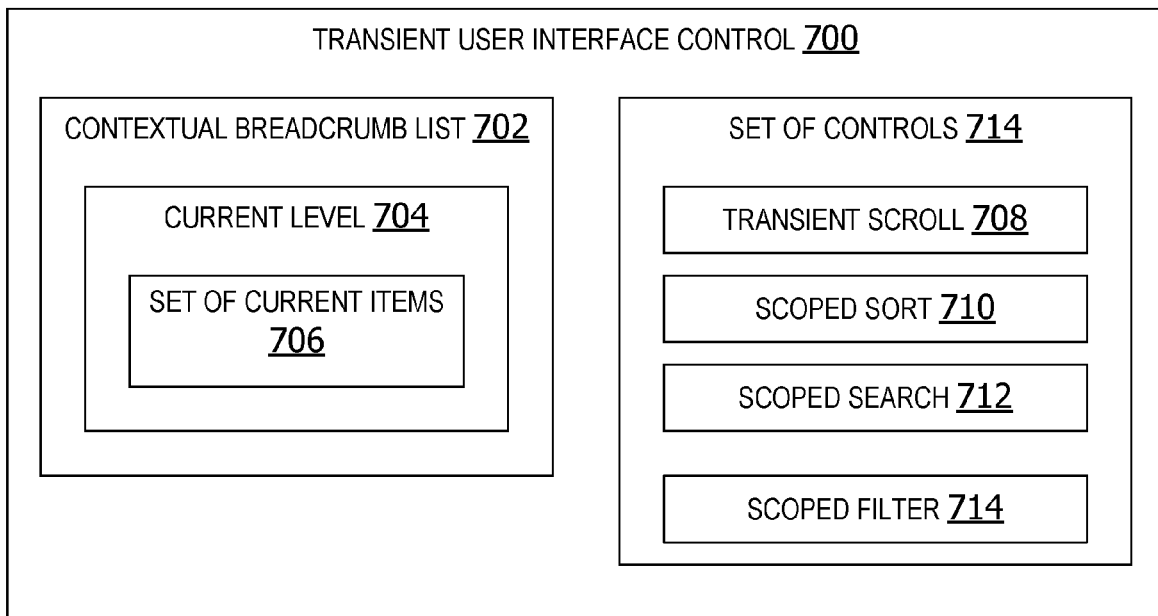 TRANSIENT USER INTERFACE CONTROL 700
CONTEXTUAL BREADCRUMB LIST 702
CURRENT LEVEL 704
SET OF CURRENT ITEMS
706
SET OF CONTROLS 714
TRANSIENT SCROLL 708
SCOPED SORT 710
SCOPED SEARCH 712
SCOPED FILTER 714